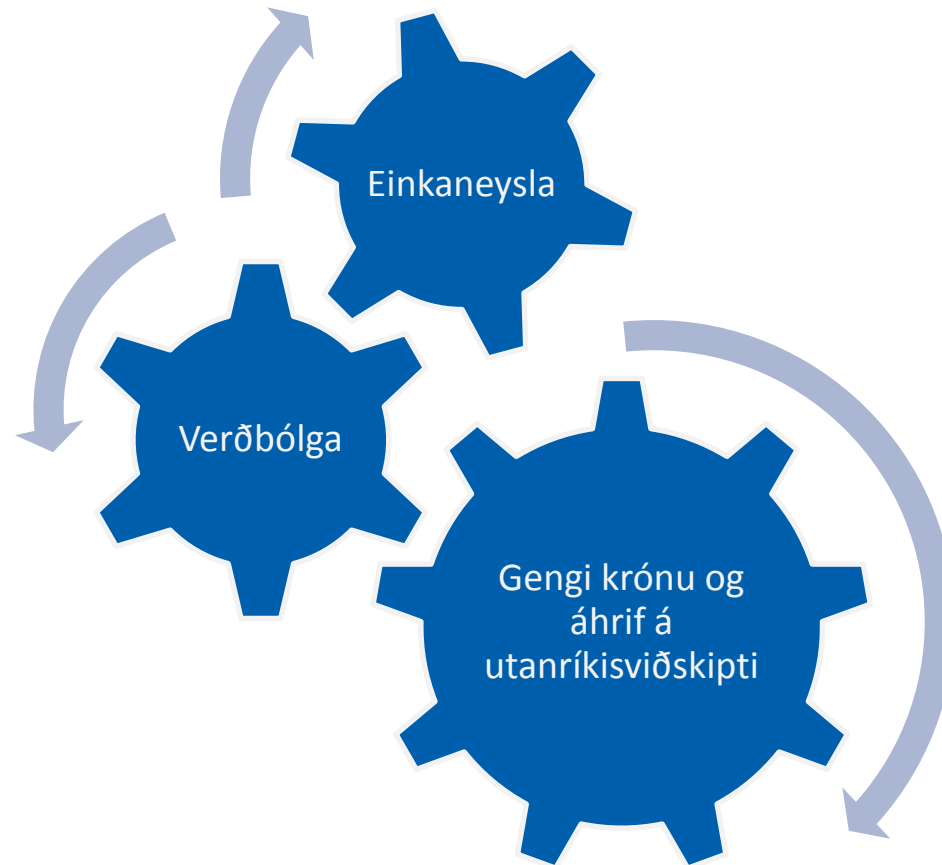 Einkaneysla
Verðbólga
Gengi krónu og
áhrif á
utanríkisviðskipti